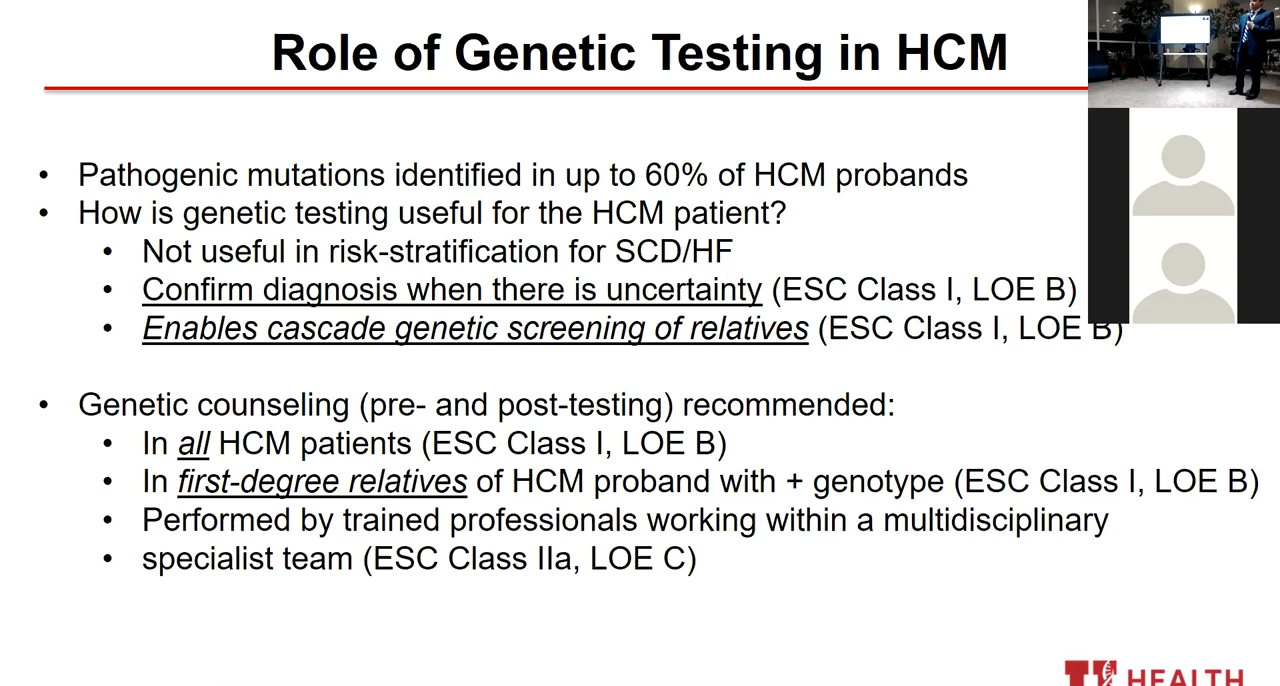 Role of Genetic Testing in HCM
• Pathogenic mutations identified in up to 60% of HCM probands
• How is genetic testing useful for the HCM patient?
• Not useful in risk-stratification for SCD/HF
• Confirm diagnosis when there is uncertainty (ESC Class I, LOE B)
• Enables cascade genetic screening of relatives (ESC Class I, LOE B)
• Genetic counseling (pre- and post-testing) recommended:
• In all HCM patients (ESC Class I, LOE B)
• In first-degree relatives of HCM proband with + genotype (ESC Class I, LOE B)
• Performed by trained professionals working within a multidisciplinary
• specialist team (ESC Class IIa, LOE C)
HEALTH